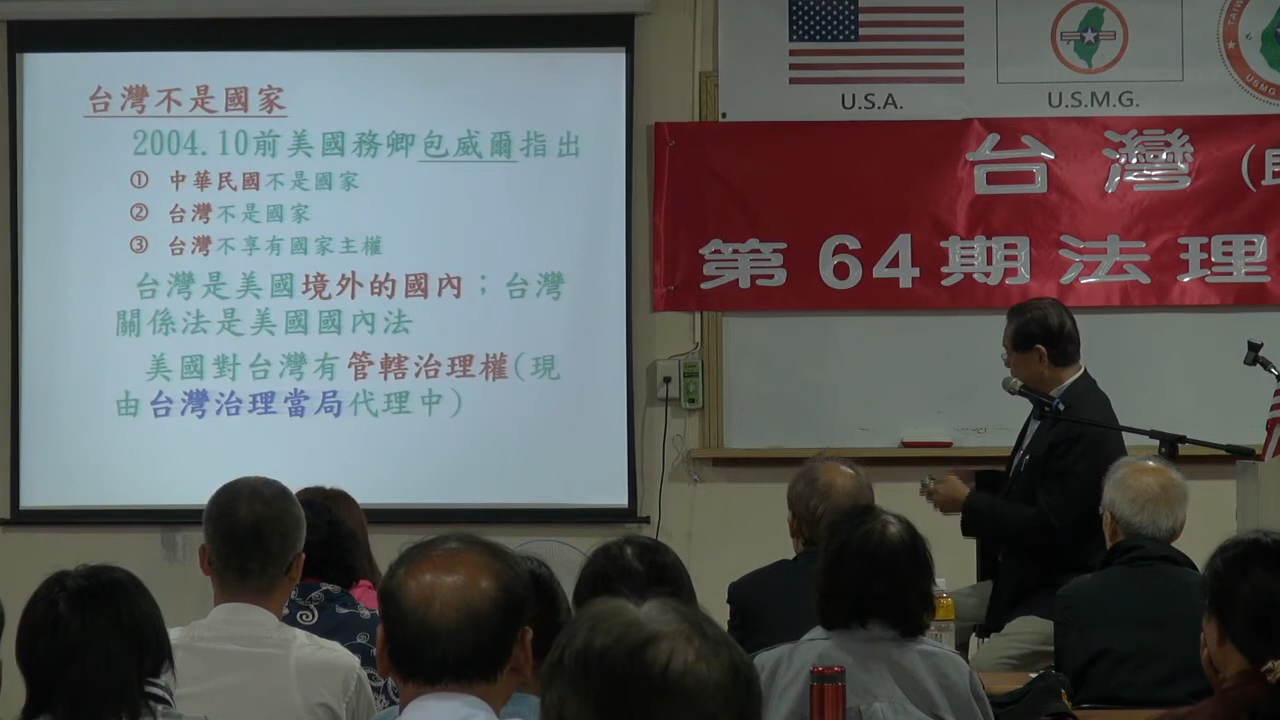 台灣不是國家
2004.10前美國務卿包威爾指出
① 中華民國不是國家
② 台灣不是國家
③ 台灣不享有國家主權
台灣是美國境外的國內；台灣
關係法是美國國內法
美國對台灣有管轄治理權(現
由台灣治理當局代理中)
U.S.A.
U.S.M.G.
USMG
台灣(
第64期法理